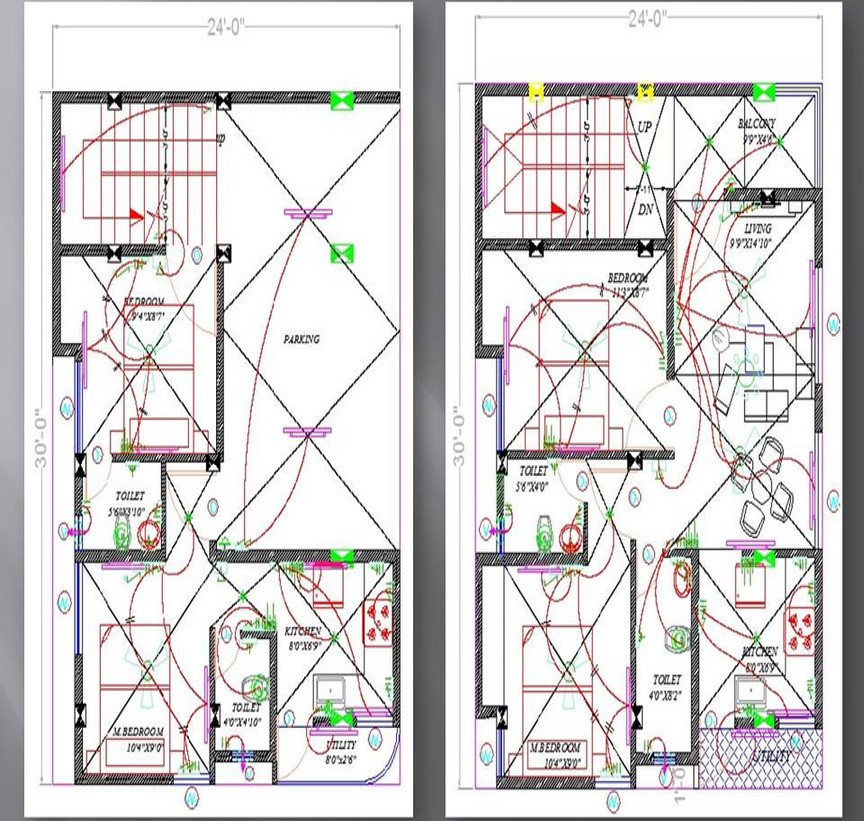 24'-0"
30'-0"
up
BEDROOM
9'4"X8'7"
PARKING
TOILET
5'6"X3'10"
KITCHEN
8'0"X6'9"
TOILET
4'0"X4'10"
M.BEDROOM
10'4"X9'0"
UTILITY
8'0"x2'6"
24'-0"
30'-0"
UP
DN
BALCONY
9'9"X4'6"
LIVING
9'9"X14'10"
BEDROOM
11'3"X8'7"
TOILET
5'6"X4'0"
KITCHEN
8'0"X6'9"
TOILET
4'0"X8'2"
M.BEDROOM
10'4"X9'0"
UTILITY